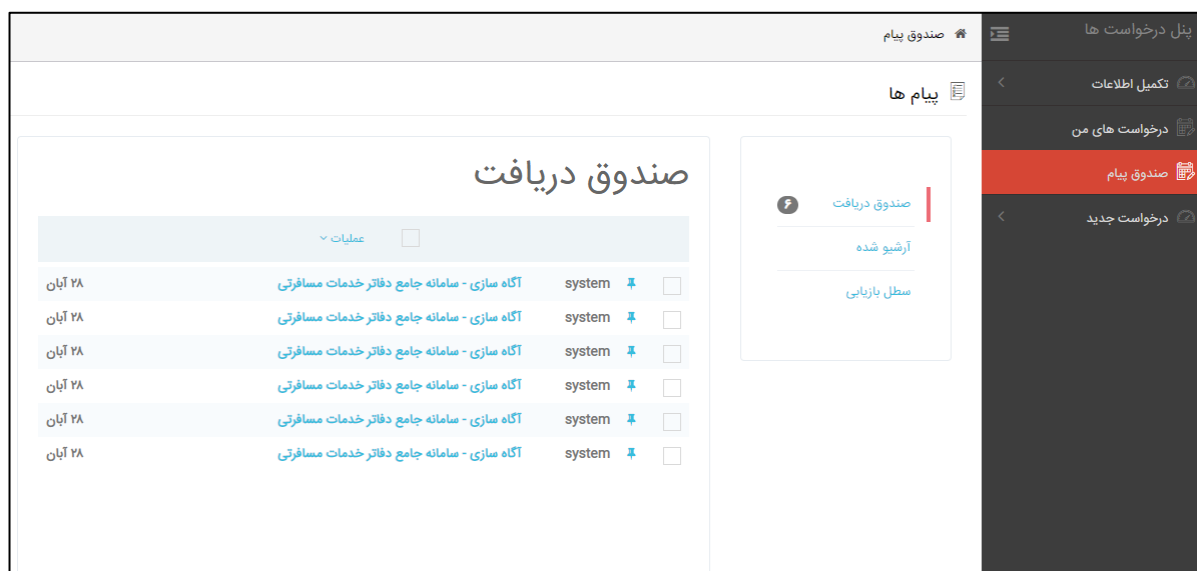 پنل درخواست ها
تکمیل اطلاعات
درخواست های من
صندوق پیام
درخواست جدید
صندوق پیام
پیام ها
صندوق دریافت ۶
آرشیو شده
سطل بازیابی
صندوق دریافت
عملیات
system آگاه سازی - سامانه جامع دفاتر خدمات مسافرتی ۲۸ آبان
system آگاه سازی - سامانه جامع دفاتر خدمات مسافرتی ۲۸ آبان
system آگاه سازی - سامانه جامع دفاتر خدمات مسافرتی ۲۸ آبان
system آگاه سازی - سامانه جامع دفاتر خدمات مسافرتی ۲۸ آبان
system آگاه سازی - سامانه جامع دفاتر خدمات مسافرتی ۲۸ آبان
system آگاه سازی - سامانه جامع دفاتر خدمات مسافرتی ۲۸ آبان